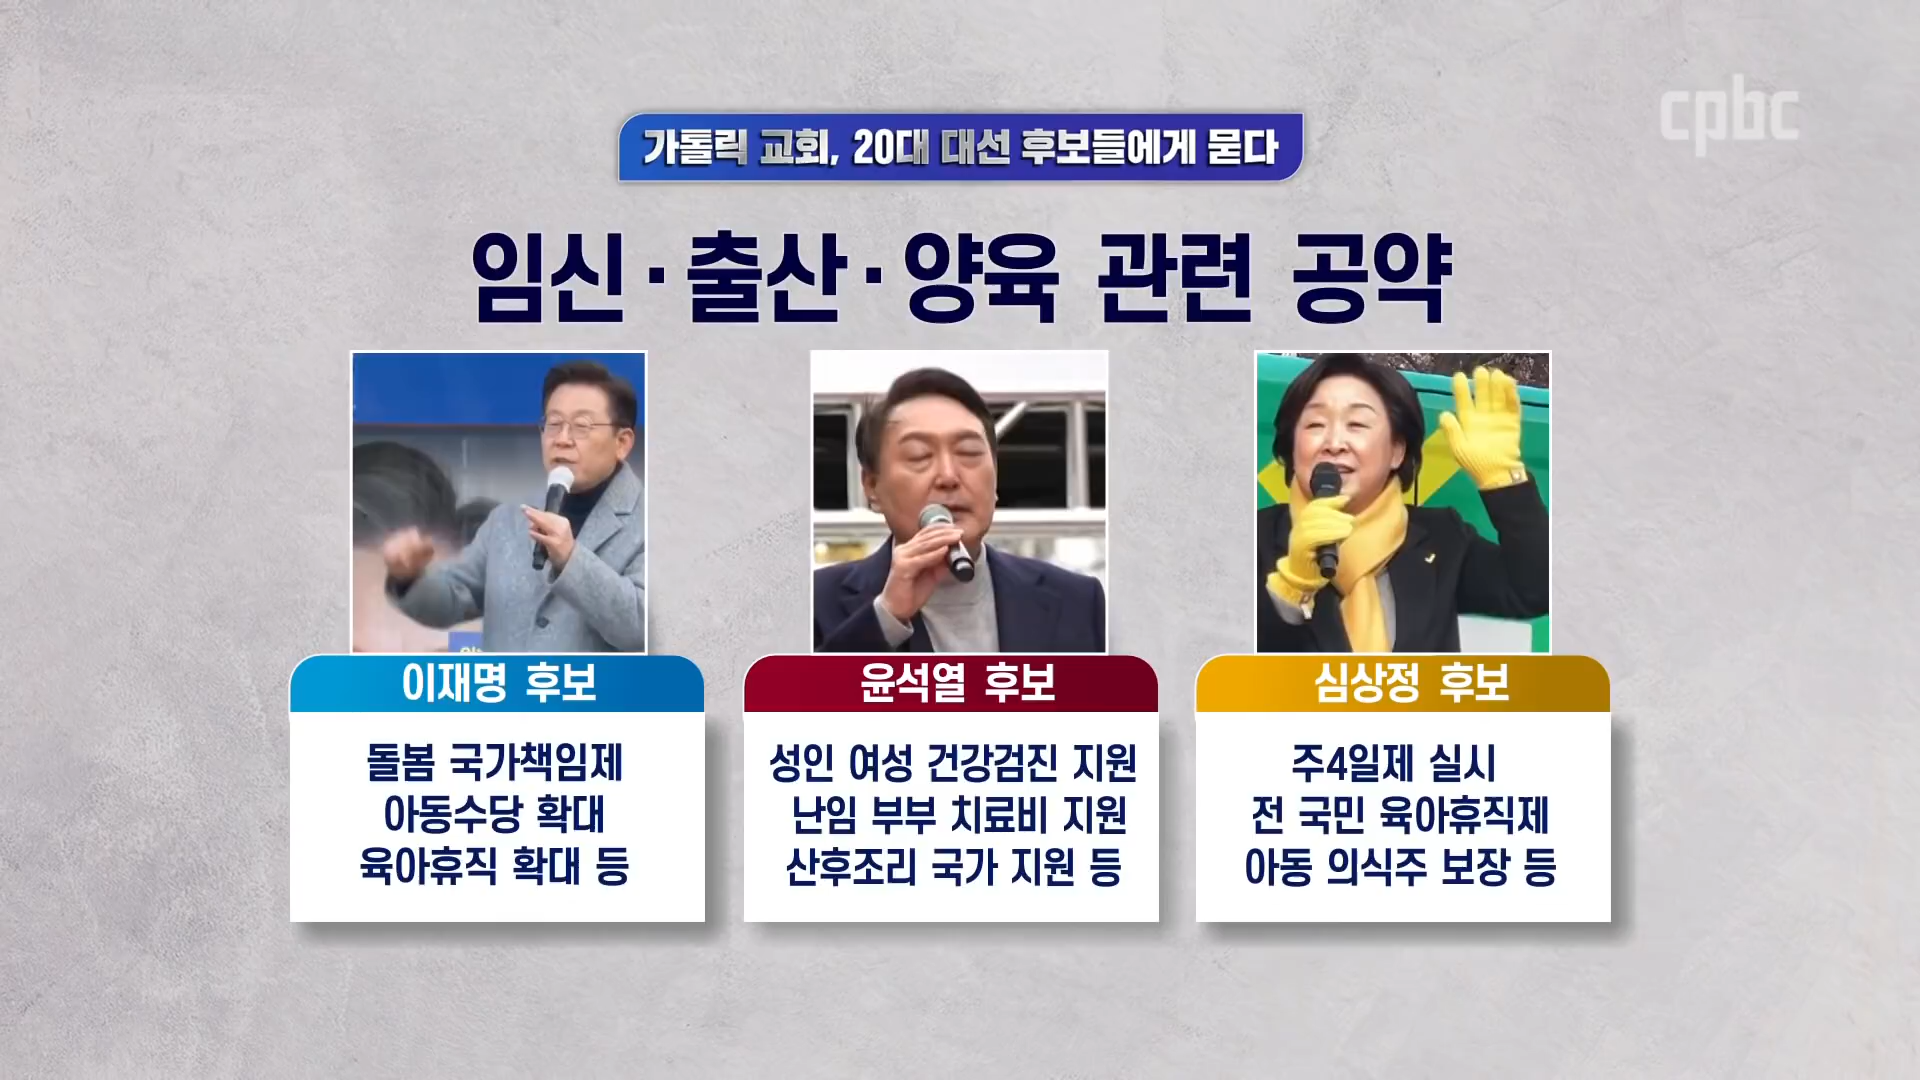 cpbc
가톨릭 교회, 20대 대선 후보들에게 묻다
임신·출산·양육 관련 공약
이재명 후보
돌봄 국가책임제
아동수당 확대
육아휴직 확대 등
윤석열 후보
성인 여성 건강검진 지원
난임 부부 치료비 지원
산후조리 국가 지원 등
심상정 후보
주4일제 실시
전 국민 육아휴직제
아동 의식주 보장 등